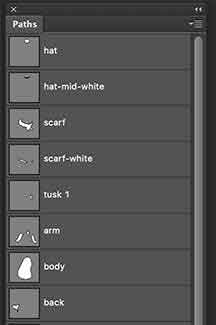 Paths
hat
hat-mid-white
scarf
scarf-white
tusk 1
arm
body
back